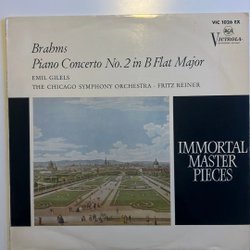 VIC 1026 EX
Brahms
Piano Concerto No. 2 in B Flat Major
EMIL GILELS
THE CHICAGO SYMPHONY ORCHESTRA · FRITZ REINER
RCA
VICTROLA
IMMORTAL
MASTER
PIECES